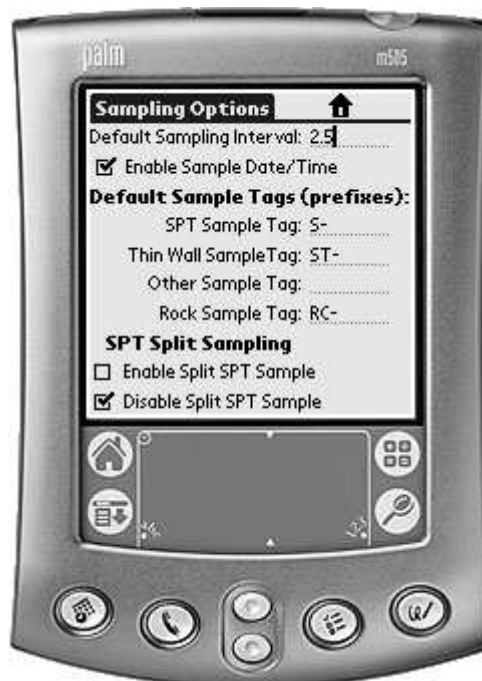 palm
m505
Sampling Options
Default Sampling Interval: 2.5
Enable Sample Date/Time
Default Sample Tags (prefixes):
SPT Sample Tag: S-
Thin Wall SampleTag: ST-
Other Sample Tag:
Rock Sample Tag: RC-
SPT Split Sampling
Enable Split SPT Sample
Disable Split SPT Sample
abc
123